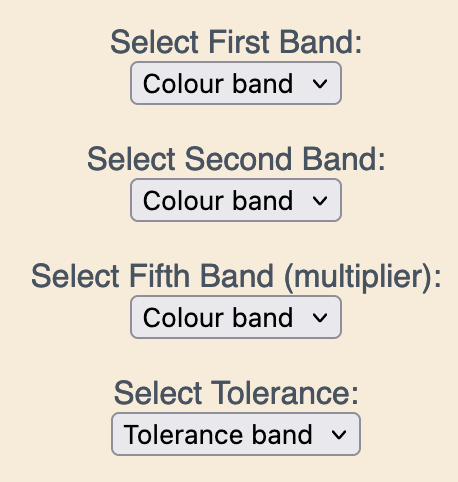 Select First Band:
Colour band
Select Second Band:
Colour band
Select Fifth Band (multiplier):
Colour band
Select Tolerance:
Tolerance band